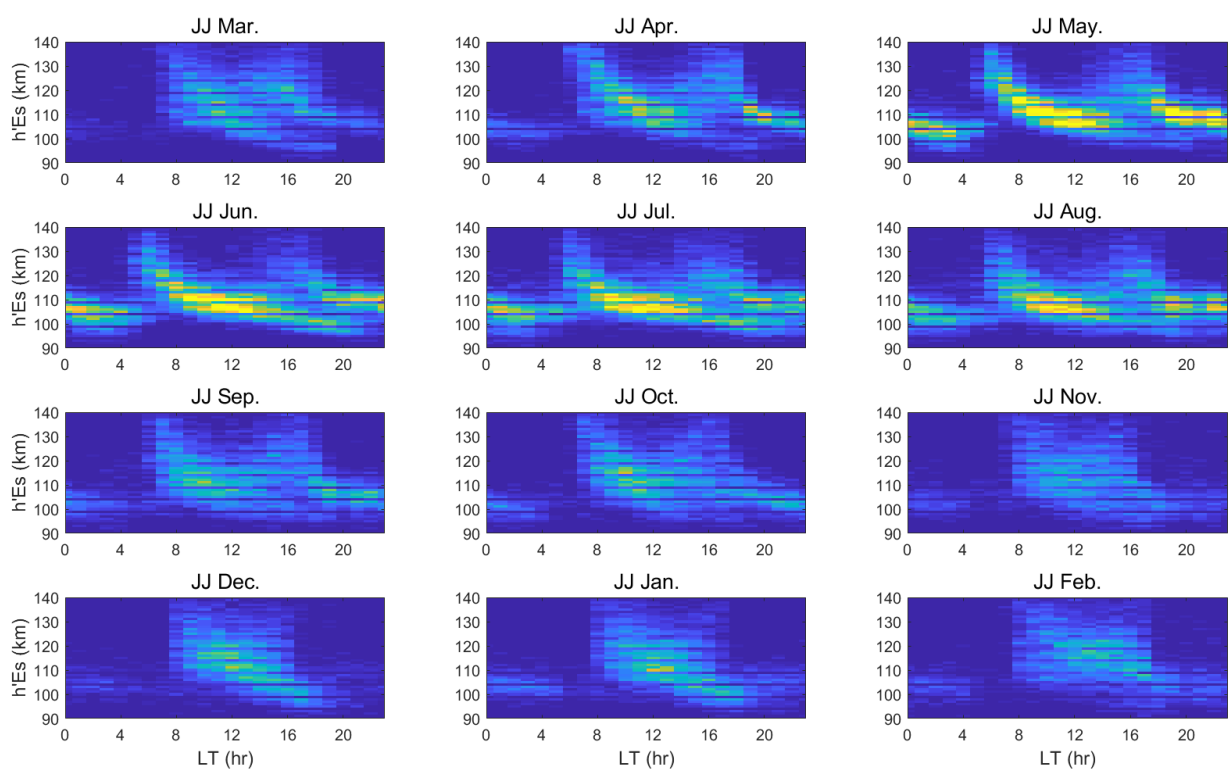 JJ Mar. JJ Apr. JJ May.
140 140 140
130 130 130
120 120 120
110 110 110
100 100 100
90 90 90
h'Es (km)
0 4 8 12 16 20 0 4 8 12 16 20 0 4 8 12 16 20
JJ Jun. JJ Jul. JJ Aug.
140 140 140
130 130 130
120 120 120
110 110 110
100 100 100
90 90 90
h'Es (km)
0 4 8 12 16 20 0 4 8 12 16 20 0 4 8 12 16 20
JJ Sep. JJ Oct. JJ Nov.
140 140 140
130 130 130
120 120 120
110 110 110
100 100 100
90 90 90
h'Es (km)
0 4 8 12 16 20 0 4 8 12 16 20 0 4 8 12 16 20
JJ Dec. JJ Jan. JJ Feb.
140 140 140
130 130 130
120 120 120
110 110 110
100 100 100
90 90 90
h'Es (km)
0 4 8 12 16 20 0 4 8 12 16 20 0 4 8 12 16 20
LT (hr) LT (hr) LT (hr)